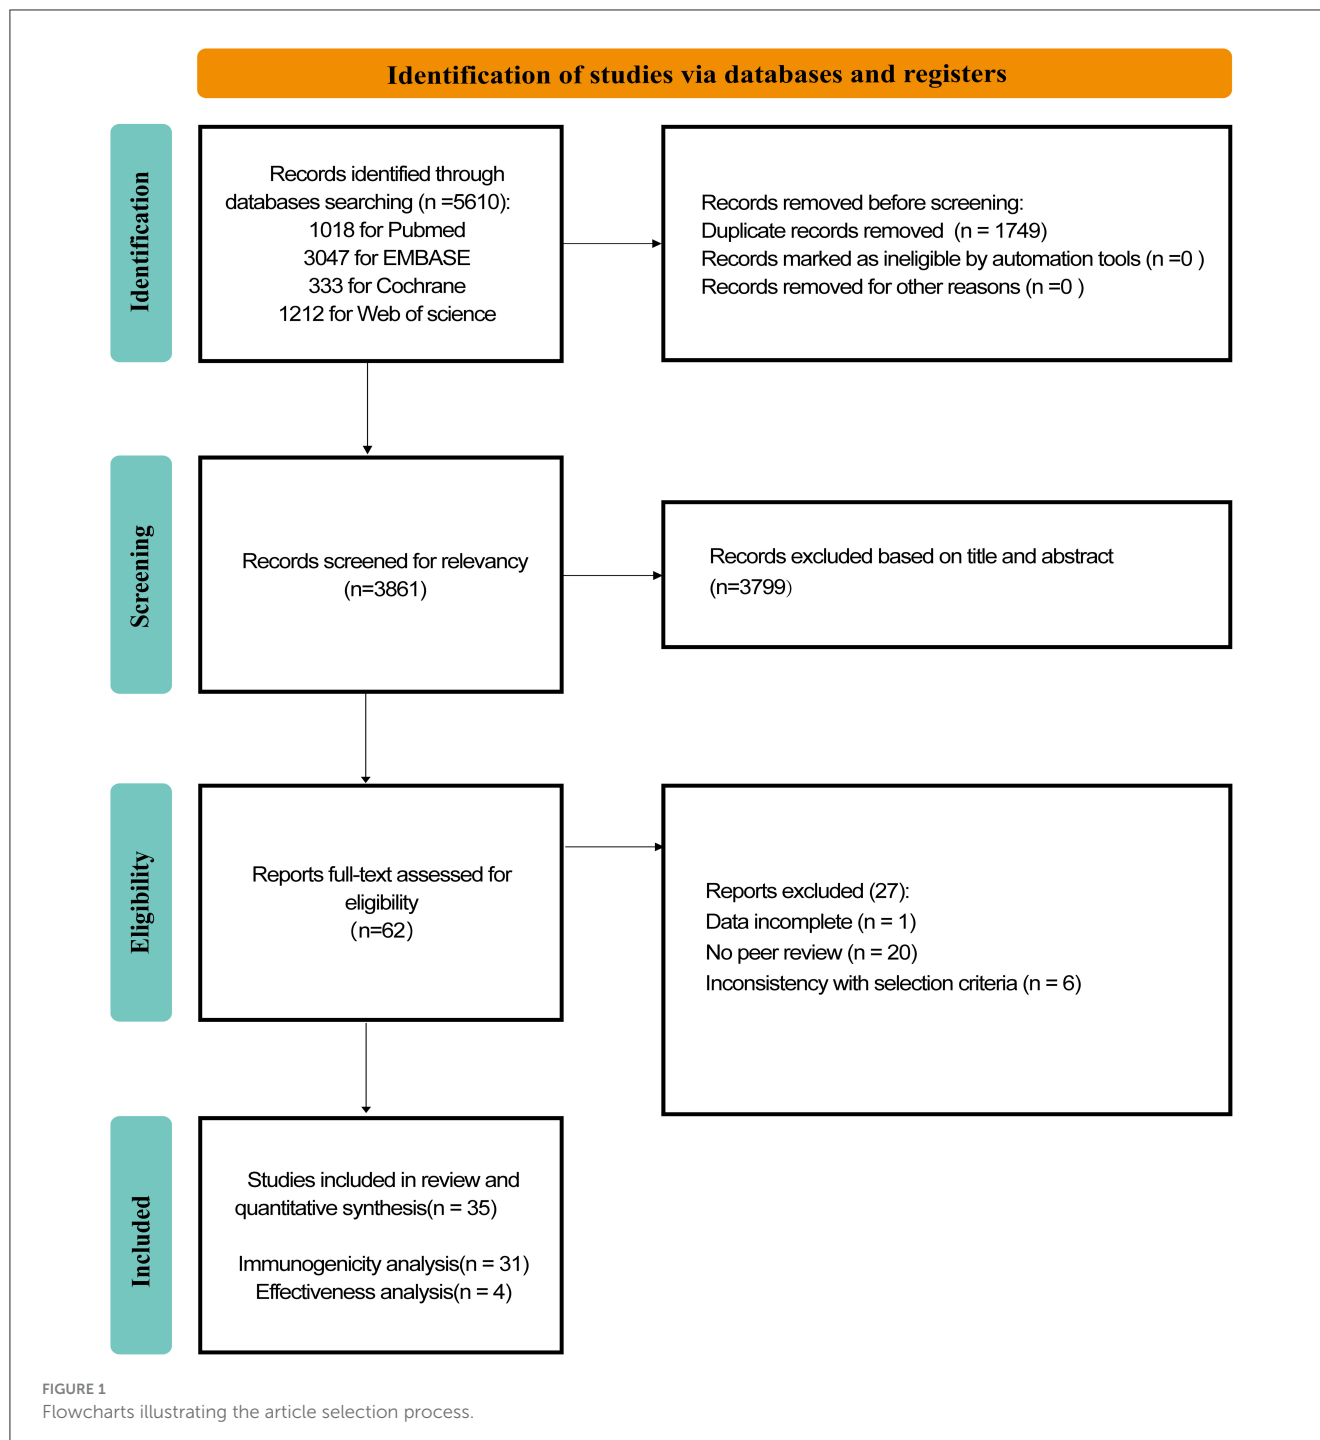 Identification of studies via databases and registers
Identification
Records identified through
databases searching (n =5610):
1018 for Pubmed
3047 for EMBASE
333 for Cochrane
1212 for Web of science
Records removed before screening:
Duplicate records removed (n = 1749)
Records marked as ineligible by automation tools (n =0 )
Records removed for other reasons (n =0 )
Screening
Records screened for relevancy
(n=3861)
Records excluded based on title and abstract
(n=3799)
Eligibility
Reports full-text assessed for
eligibility
(n=62)
Reports excluded (27):
Data incomplete (n = 1)
No peer review (n = 20)
Inconsistency with selection criteria (n = 6)
Included
Studies included in review and
quantitative synthesis(n = 35)
Immunogenicity analysis(n = 31)
Effectiveness analysis(n = 4)
FIGURE 1
Flowcharts illustrating the article selection process.